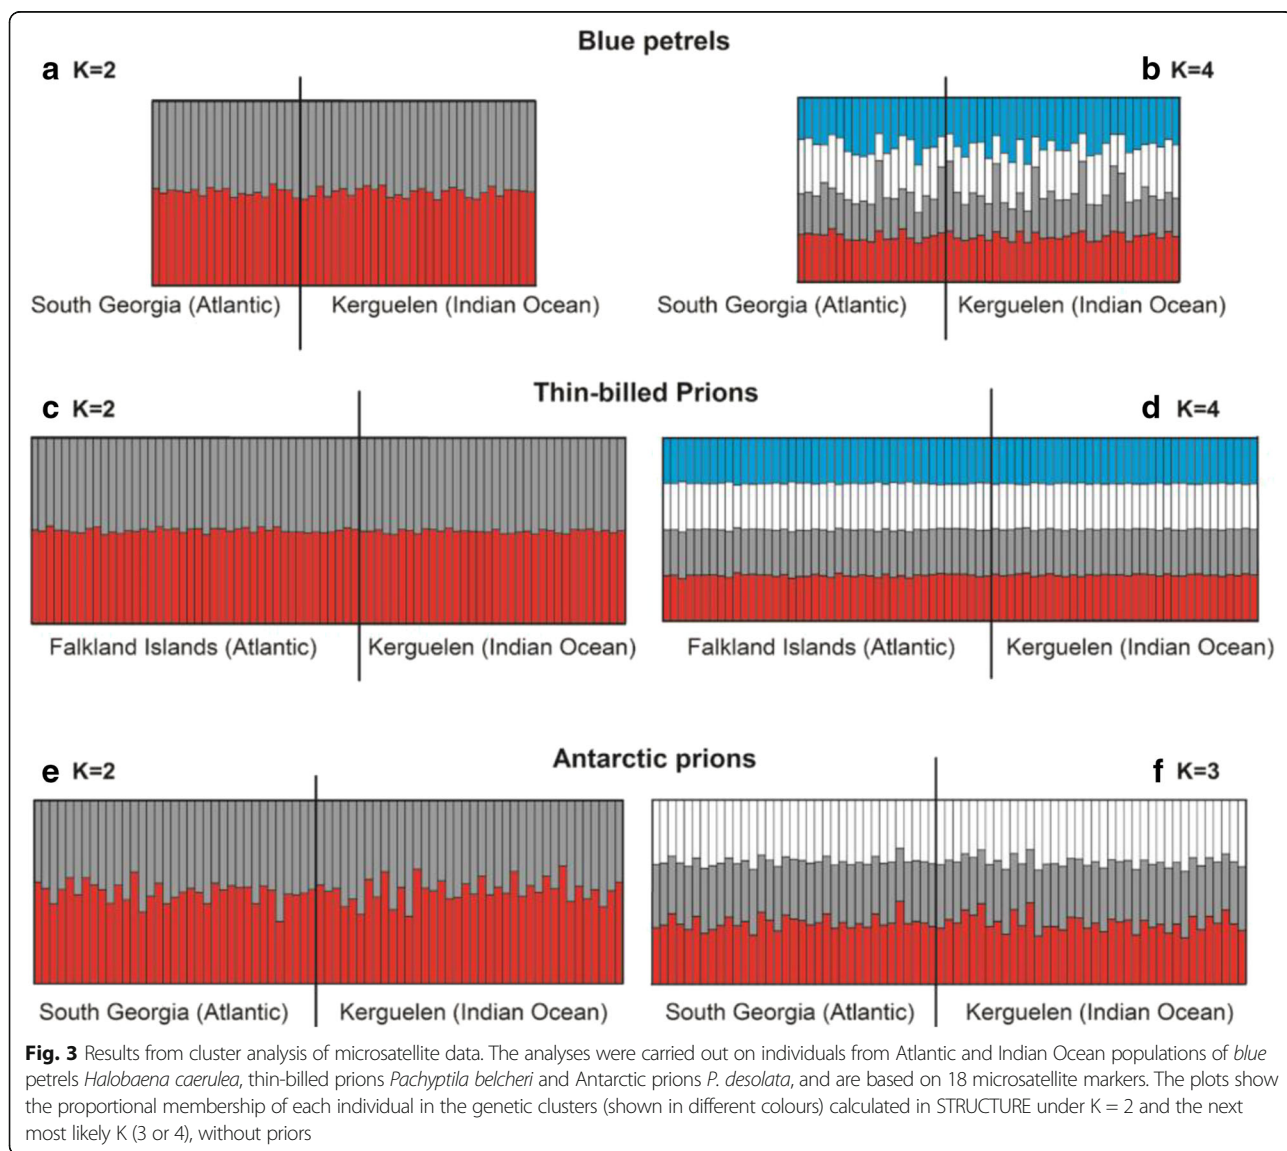 Blue petrels
a K=2
b K=4
South Georgia (Atlantic) Kerguelen (Indian Ocean)
South Georgia (Atlantic) Kerguelen (Indian Ocean)
Thin-billed Prions
c K=2
d K=4
Falkland Islands (Atlantic) Kerguelen (Indian Ocean)
Falkland Islands (Atlantic) Kerguelen (Indian Ocean)
Antarctic prions
e K=2
f K=3
South Georgia (Atlantic) Kerguelen (Indian Ocean)
South Georgia (Atlantic) Kerguelen (Indian Ocean)
Fig. 3 Results from cluster analysis of microsatellite data. The analyses were carried out on individuals from Atlantic and Indian Ocean populations of blue
petrels Halobaena caerulea, thin-billed prions Pachyptila belcheri and Antarctic prions P. desolata, and are based on 18 microsatellite markers. The plots show
the proportional membership of each individual in the genetic clusters (shown in different colours) calculated in STRUCTURE under K = 2 and the next
most likely K (3 or 4), without priors